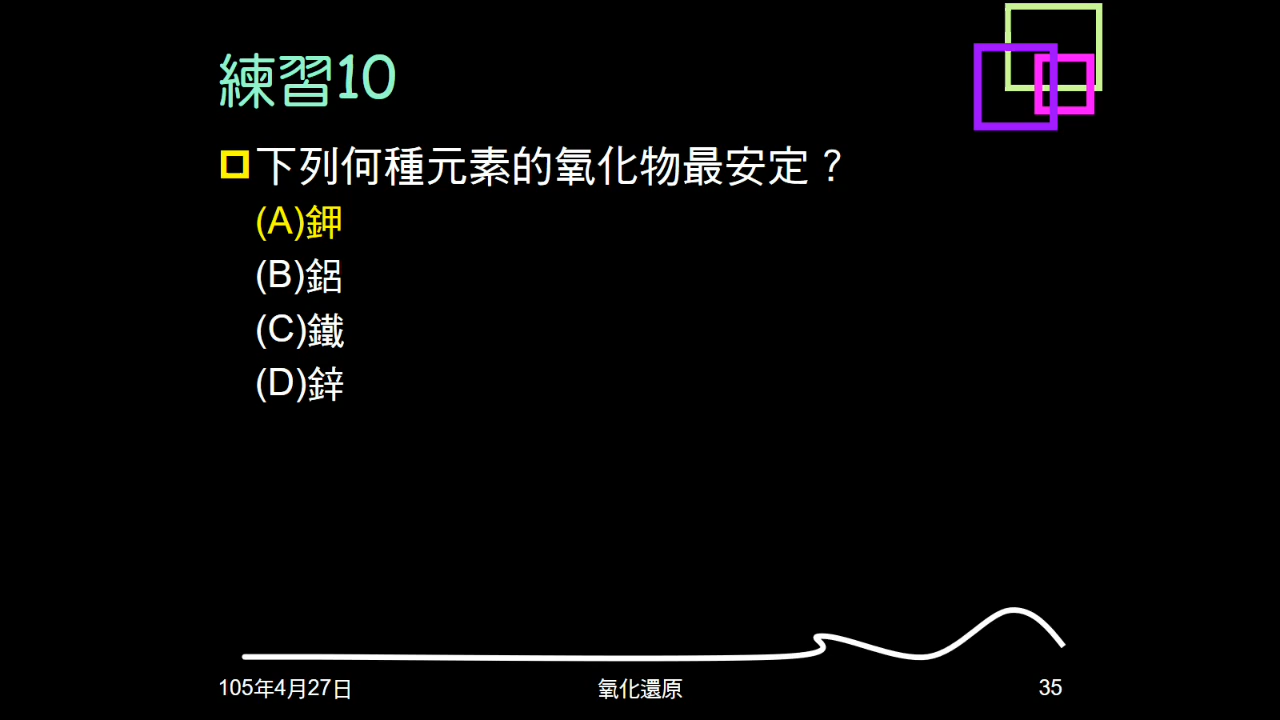 練習10
下列何種元素的氧化物最安定？
(A)鉀
(B)鋁
(C)鐵
(D)鋅
105年4月27日
氧化還原
35